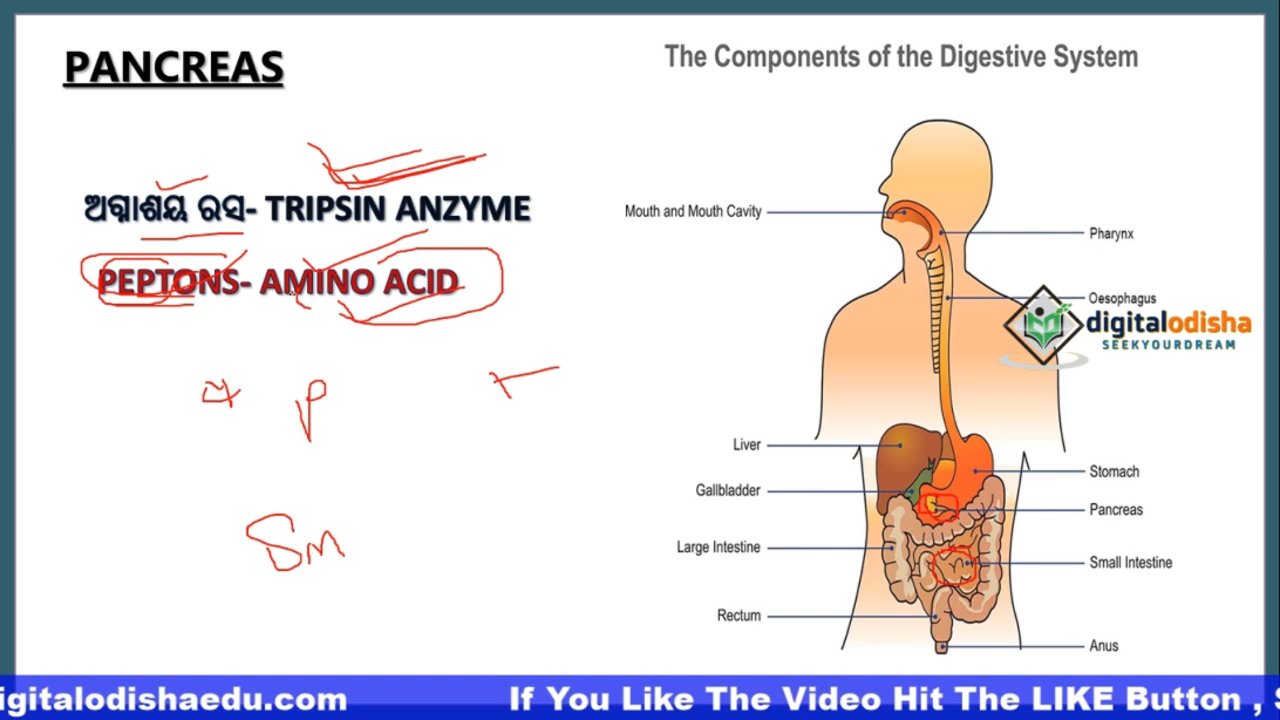 PANCREAS
The Components of the Digestive System
ଅଗ୍ନାଶୟ ରସ- TRIPSIN ANZYME
PEPTONS- AMINO ACID
P
Sm
Mouth and Mouth Cavity
Pharynx
Oesophagus
digitalodisha
SEEKYOURDREAM
Liver
Stomach
Gallbladder
Pancreas
Large Intestine
Small Intestine
Rectum
Anus
igitalodishaedu.com If You Like The Video Hit The LIKE Button , S